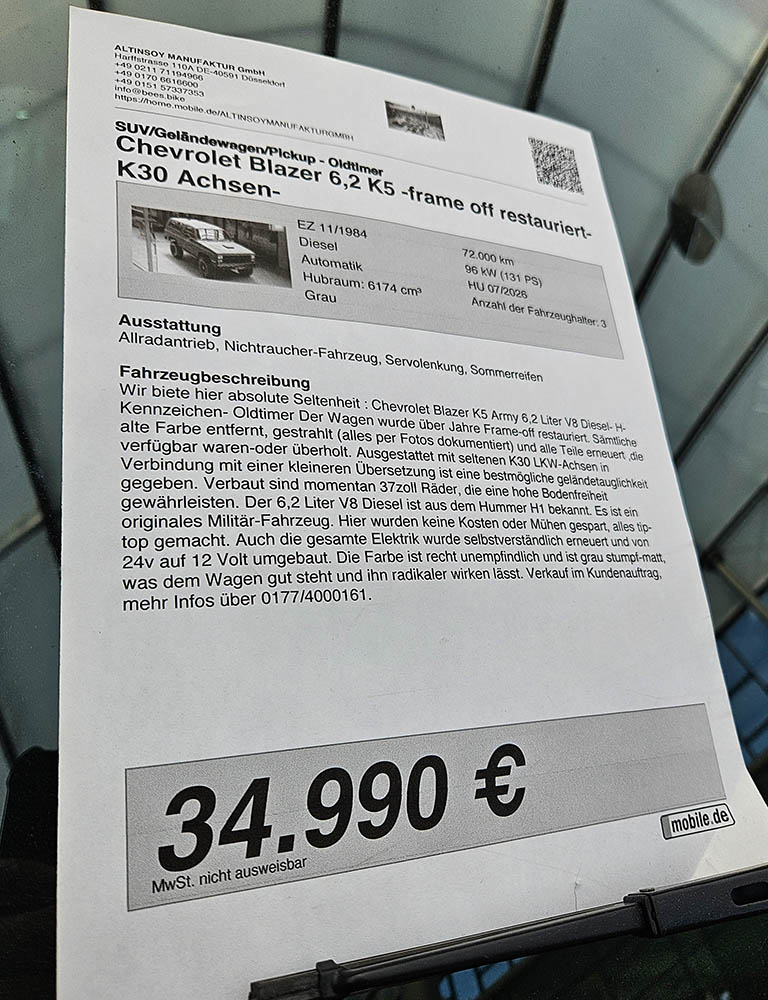 ALTINSOY MANUFAKTUR GmbH
Harffstrasse 110A DE-40591 Düsseldorf
+49 0211 71194966
+49 0170 6616600
+49 0151 57337353
info@bees.bike
https://home.mobile.de/ALTINSOYMANUFAKTURGMBH
SUV/Geländewagen/Pickup - Oldtimer
Chevrolet Blazer 6,2 K5 -frame off restauriert-
K30 Achsen-
EZ 11/1984
Diesel
Automatik
Hubraum: 6174 cm³
Grau
72.000 km
96 kW (131 PS)
HU 07/2026
Anzahl der Fahrzeughalter: 3
Ausstattung
Allradantrieb, Nichtraucher-Fahrzeug, Servolenkung, Sommerreifen
Fahrzeugbeschreibung
Wir biete hier absolute Seltenheit : Chevrolet Blazer K5 Army 6,2 Liter V8 Diesel- H-
Kennzeichen- Oldtimer Der Wagen wurde über Jahre Frame-off restauriert. Sämtliche
alte Farbe entfernt, gestrahlt (alles per Fotos dokumentiert) und alle Teile erneuert ,die
verfügbar waren-oder überholt. Ausgestattet mit seltenen K30 LKW-Achsen in
Verbindung mit einer kleineren Übersetzung ist eine bestmögliche geländetauglichkeit
gegeben. Verbaut sind momentan 37zoll Räder, die eine hohe Bodenfreiheit
gewährleisten. Der 6,2 Liter V8 Diesel ist aus dem Hummer H1 bekannt. Es ist ein
originales Militär-Fahrzeug. Hier wurden keine Kosten oder Mühen gespart, alles tip-
top gemacht. Auch die gesamte Elektrik wurde selbstverständlich erneuert und von
24v auf 12 Volt umgebaut. Die Farbe ist recht unempfindlich und ist grau stumpf-matt,
was dem Wagen gut steht und ihn radikaler wirken lässt. Verkauf im Kundenauftrag,
mehr Infos über 0177/4000161.
34.990 €
MwSt. nicht ausweisbar
mobile.de